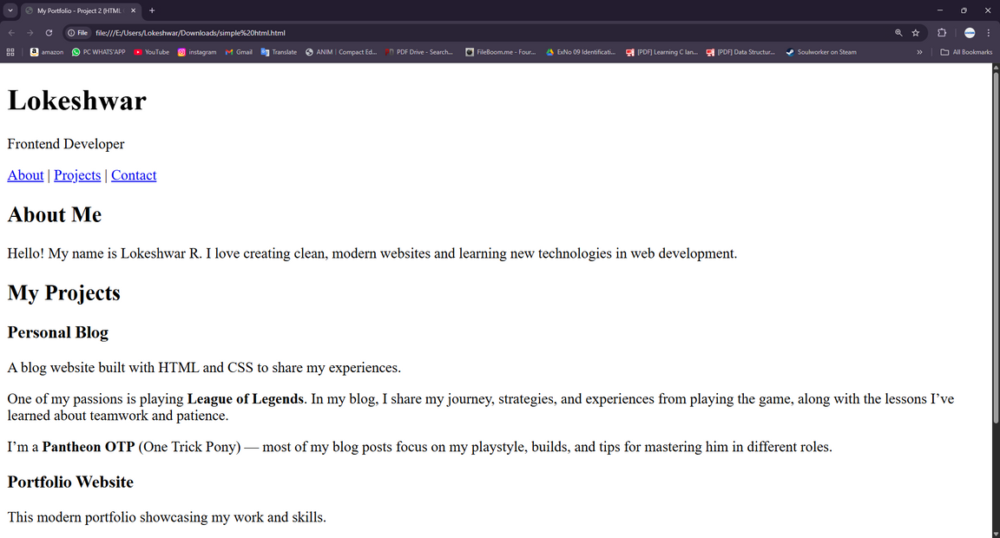 My Portfolio - Project 2 (HTML
File file:///E:/Users/Lokeshwar/Downloads/simple%20html.html
amazon PC WHATS'APP YouTube instagram Gmail Translate ANIM | Compact Ed... PDF Drive - Search... FileBoom.me - Four... ExNo 09 Identificati... [PDF] Learning C lan... [PDF] Data Structur... Soulworker on Steam » All Bookmarks
Lokeshwar
Frontend Developer
About | Projects | Contact
About Me
Hello! My name is Lokeshwar R. I love creating clean, modern websites and learning new technologies in web development.
My Projects
Personal Blog
A blog website built with HTML and CSS to share my experiences.
One of my passions is playing League of Legends. In my blog, I share my journey, strategies, and experiences from playing the game, along with the lessons I’ve
learned about teamwork and patience.
I’m a Pantheon OTP (One Trick Pony) — most of my blog posts focus on my playstyle, builds, and tips for mastering him in different roles.
Portfolio Website
This modern portfolio showcasing my work and skills.